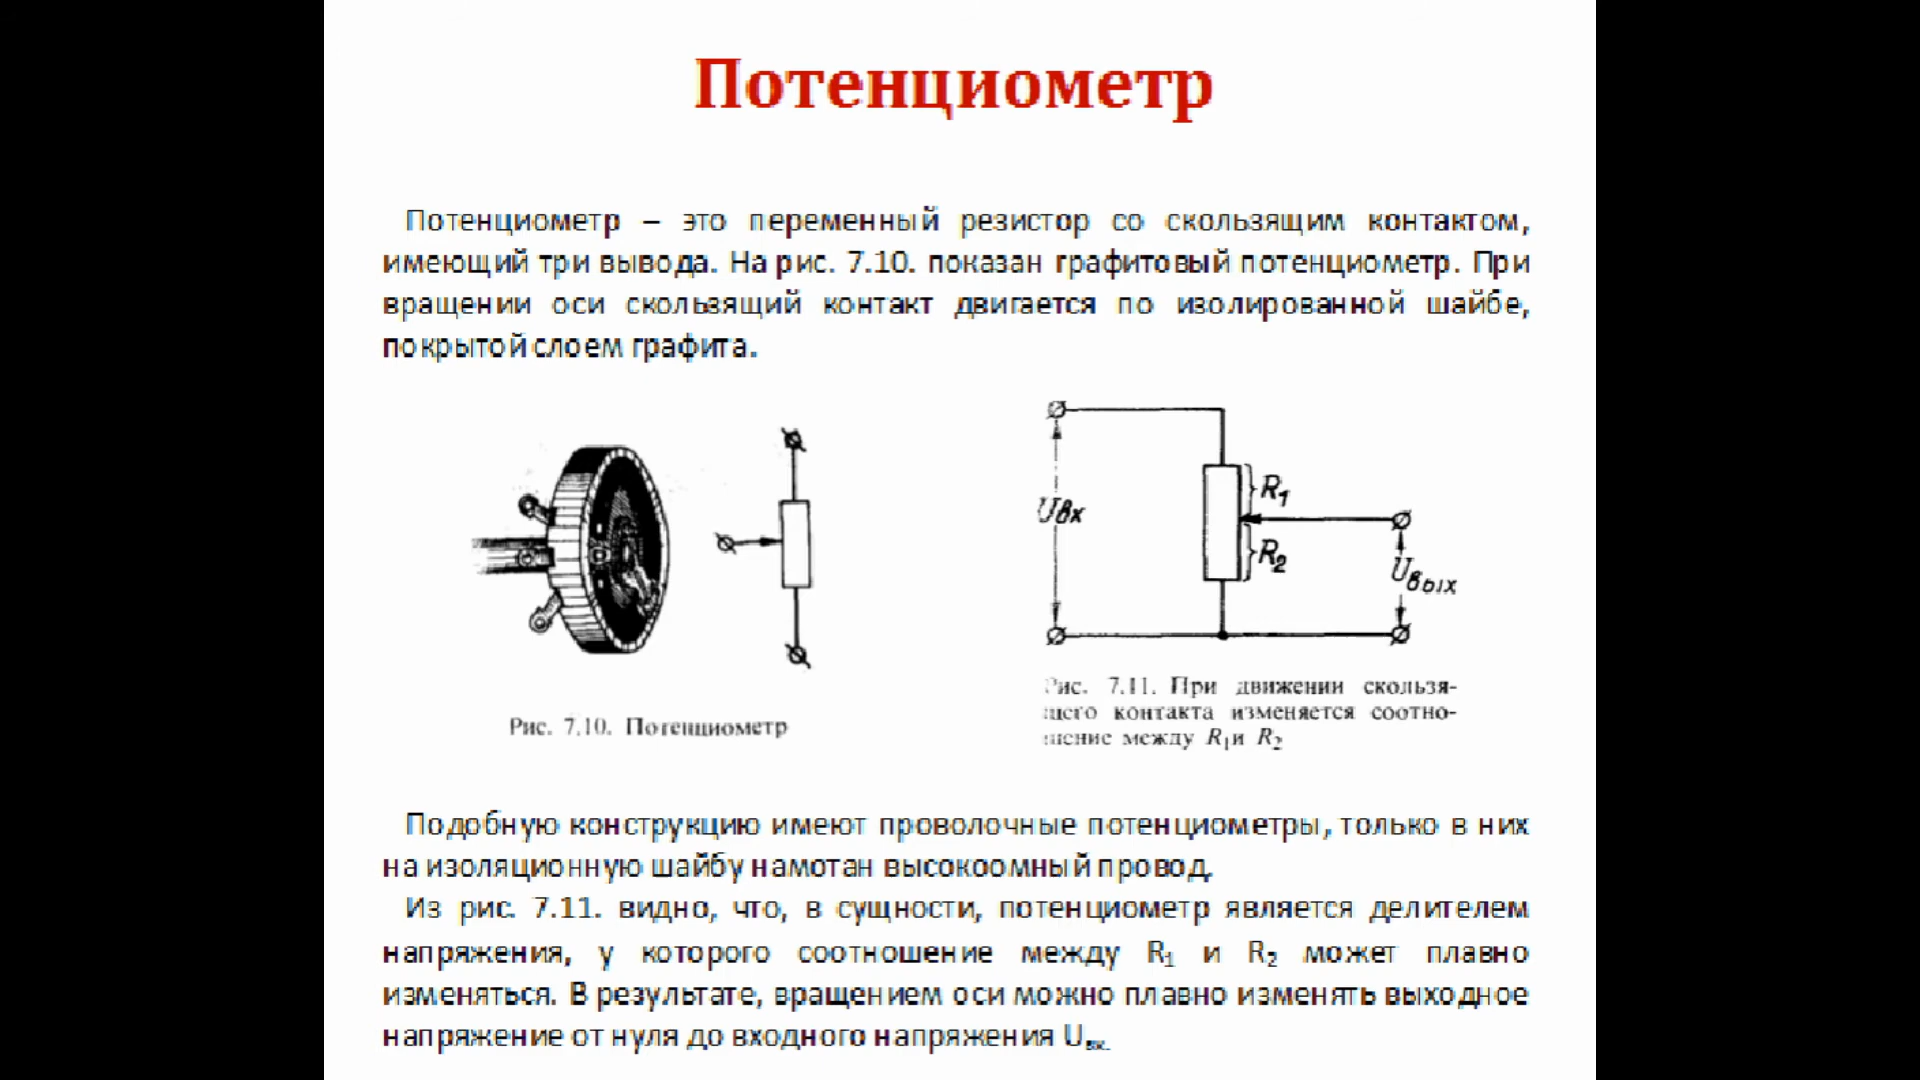 Потенциометр
Потенциометр – это переменный резистор со скользящим контактом,
имеющий три вывода. На рис. 7.10. показан графитовый потенциометр. При
вращении оси скользящий контакт двигается по изолированной шайбе,
покрытой слоем графита.
Uвх
R1
R2
Uвых
Рис. 7.10. Потенциометр
Рис. 7.11. При движении скользя-
щего контакта изменяется соотно-
шение между R1 и R2
Подобную конструкцию имеют проволочные потенциометры, только в них
на изоляционную шайбу намотан высокоомный провод.
Из рис. 7.11. видно, что, в сущности, потенциометр является делителем
напряжения, у которого соотношение между R1 и R2 может плавно
изменяться. В результате, вращением оси можно плавно изменять выходное
напряжение от нуля до входного напряжения Uвх.